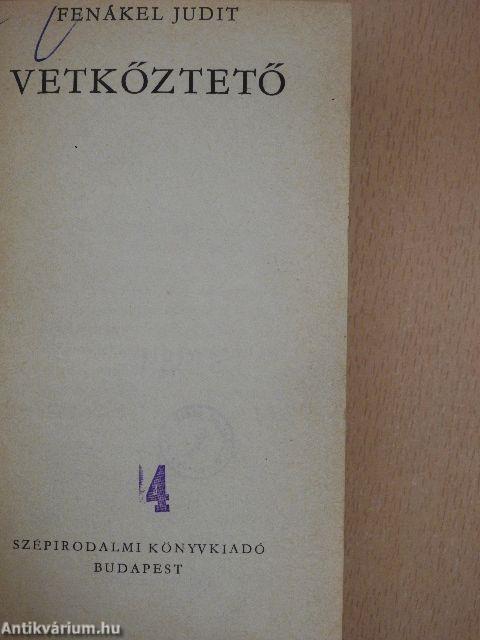 FENÁKEL JUDIT
VETKŐZTETŐ
4
SZÉPIRODALMI KÖNYVKIADÓ
BUDAPEST
Antikvárium.hu